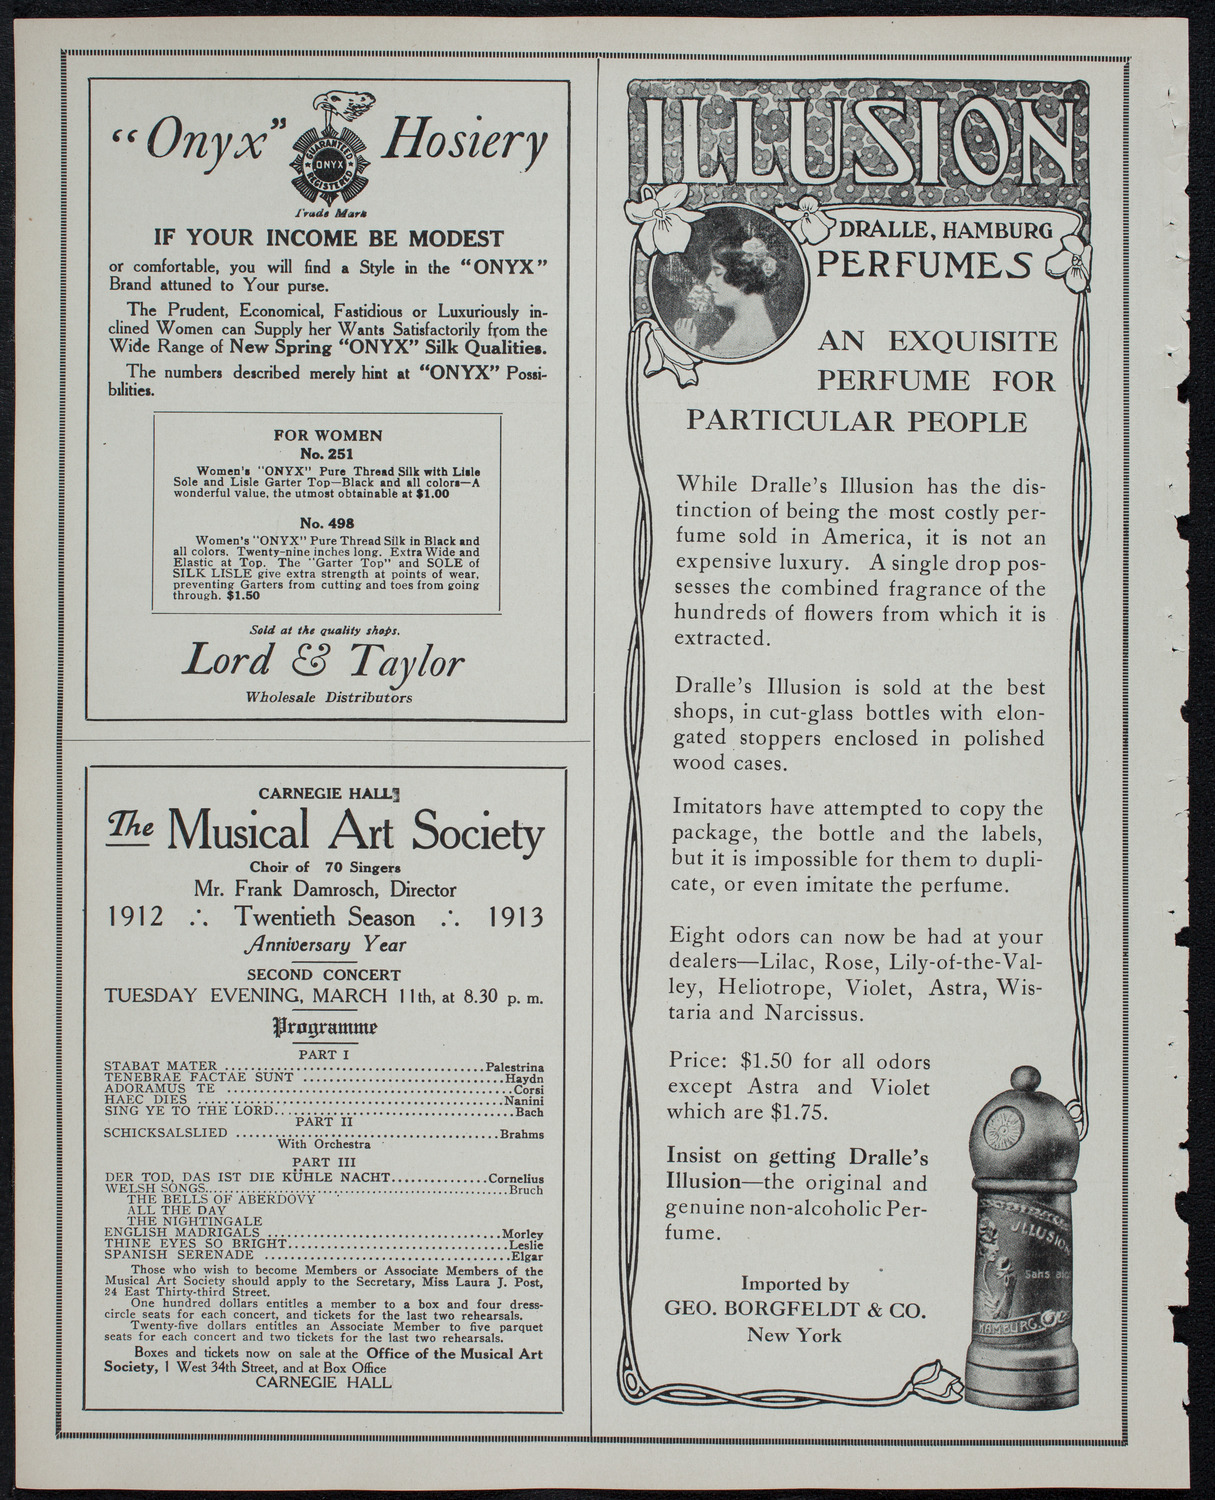 "Onyx" Hosiery
GUARANTEED
ONYX
REGISTERED
Trade Mark
IF YOUR INCOME BE MODEST
or comfortable, you will find a Style in the "ONYX"
Brand attuned to Your purse.
The Prudent, Economical, Fastidious or Luxuriously in-
clined Women can Supply her Wants Satisfactorily from the
Wide Range of New Spring "ONYX" Silk Qualities.
The numbers described merely hint at "ONYX" Possi-
bilities.
FOR WOMEN
No. 251
Women's "ONYX" Pure Thread Silk with Lisle
Sole and Lisle Garter Top—Black and all colors—A
wonderful value, the utmost obtainable at $1.00
No. 498
Women's "ONYX" Pure Thread Silk in Black and
all colors. Twenty-nine inches long. Extra Wide and
Elastic at Top. The "Garter Top" and SOLE of
SILK LISLE give extra strength at points of wear,
preventing Garters from cutting and toes from going
through. $1.50
Sold at the quality shops.
Lord & Taylor
Wholesale Distributors
CARNEGIE HALL
The Musical Art Society
Choir of 70 Singers
Mr. Frank Damrosch, Director
1912 ∴ Twentieth Season ∴ 1913
Anniversary Year
SECOND CONCERT
TUESDAY EVENING, MARCH 11th, at 8.30 p. m.
Programme
PART I
STABAT MATER ........ Palestrina
TENEBRAE FACTAE SUNT ........ Haydn
ADORAMUS TE ........ Corsi
HAEC DIES ........ Nanini
SING YE TO THE LORD ........ Bach
PART II
SCHICKSALSLIED ........ Brahms
With Orchestra
PART III
DER TOD, DAS IST DIE KÜHLE NACHT ........ Cornelius
WELSH SONGS ........ Bruch
THE BELLS OF ABERDOVY
ALL THE DAY
THE NIGHTINGALE
ENGLISH MADRIGALS ........ Morley
THINE EYES SO BRIGHT ........ Leslie
SPANISH SERENADE ........ Elgar
Those who wish to become Members or Associate Members of the
Musical Art Society should apply to the Secretary, Miss Laura J. Post,
24 East Thirty-third Street.
One hundred dollars entitles a member to a box and four dress-
circle seats for each concert, and tickets for the last two rehearsals.
Twenty-five dollars entitles an Associate Member to five parquet
seats for each concert and two tickets for the last two rehearsals.
Boxes and tickets now on sale at the Office of the Musical Art
Society, 1 West 34th Street, and at Box Office
CARNEGIE HALL
ILLUSION
DRALLE, HAMBURG
PERFUMES
AN EXQUISITE
PERFUME FOR
PARTICULAR PEOPLE
While Dralle's Illusion has the dis-
tinction of being the most costly per-
fume sold in America, it is not an
expensive luxury. A single drop pos-
sesses the combined fragrance of the
hundreds of flowers from which it is
extracted.
Dralle's Illusion is sold at the best
shops, in cut-glass bottles with elon-
gated stoppers enclosed in polished
wood cases.
Imitators have attempted to copy the
package, the bottle and the labels,
but it is impossible for them to dupli-
cate, or even imitate the perfume.
Eight odors can now be had at your
dealers—Lilac, Rose, Lily-of-the-Val-
ley, Heliotrope, Violet, Astra, Wis-
taria and Narcissus.
Price: $1.50 for all odors
except Astra and Violet
which are $1.75.
Insist on getting Dralle's
Illusion—the original and
genuine non-alcoholic Per-
fume.
Imported by
GEO. BORGFELDT & CO.
New York
ILLUSION
Sans
HAMBURG